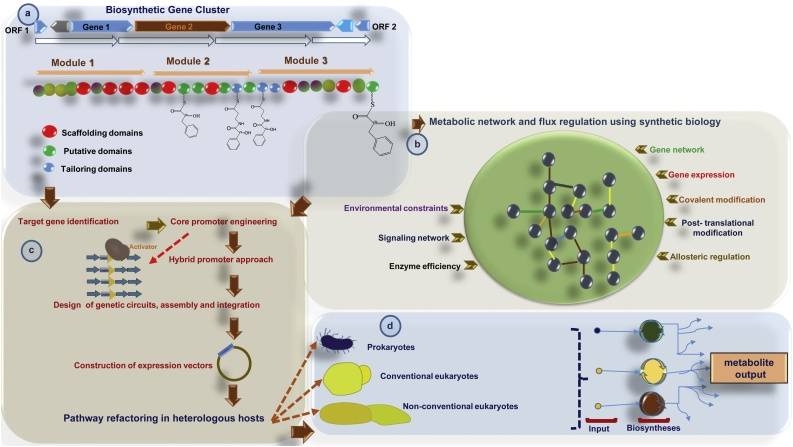 a
Biosynthetic Gene Cluster
ORF 1
Gene 1
Gene 2
Gene 3
ORF 2
Module 1
Module 2
Module 3
S
O
OH
NH
S
O
OH
Scaffolding domains
Putative domains
Tailoring domains
b
Metabolic network and flux regulation using synthetic biology
Gene network
Gene expression
Covalent modification
Post- translational
modification
Allosteric regulation
Environmental constraints
Signaling network
Enzyme efficiency
c
Target gene identification
Core promoter engineering
Activator
Hybrid promoter approach
Design of genetic circuits, assembly and integration
Construction of expression vectors
Pathway refactoring in heterologous hosts
d
Prokaryotes
Conventional eukaryotes
Non-conventional eukaryotes
Input
Biosyntheses
metabolite
output